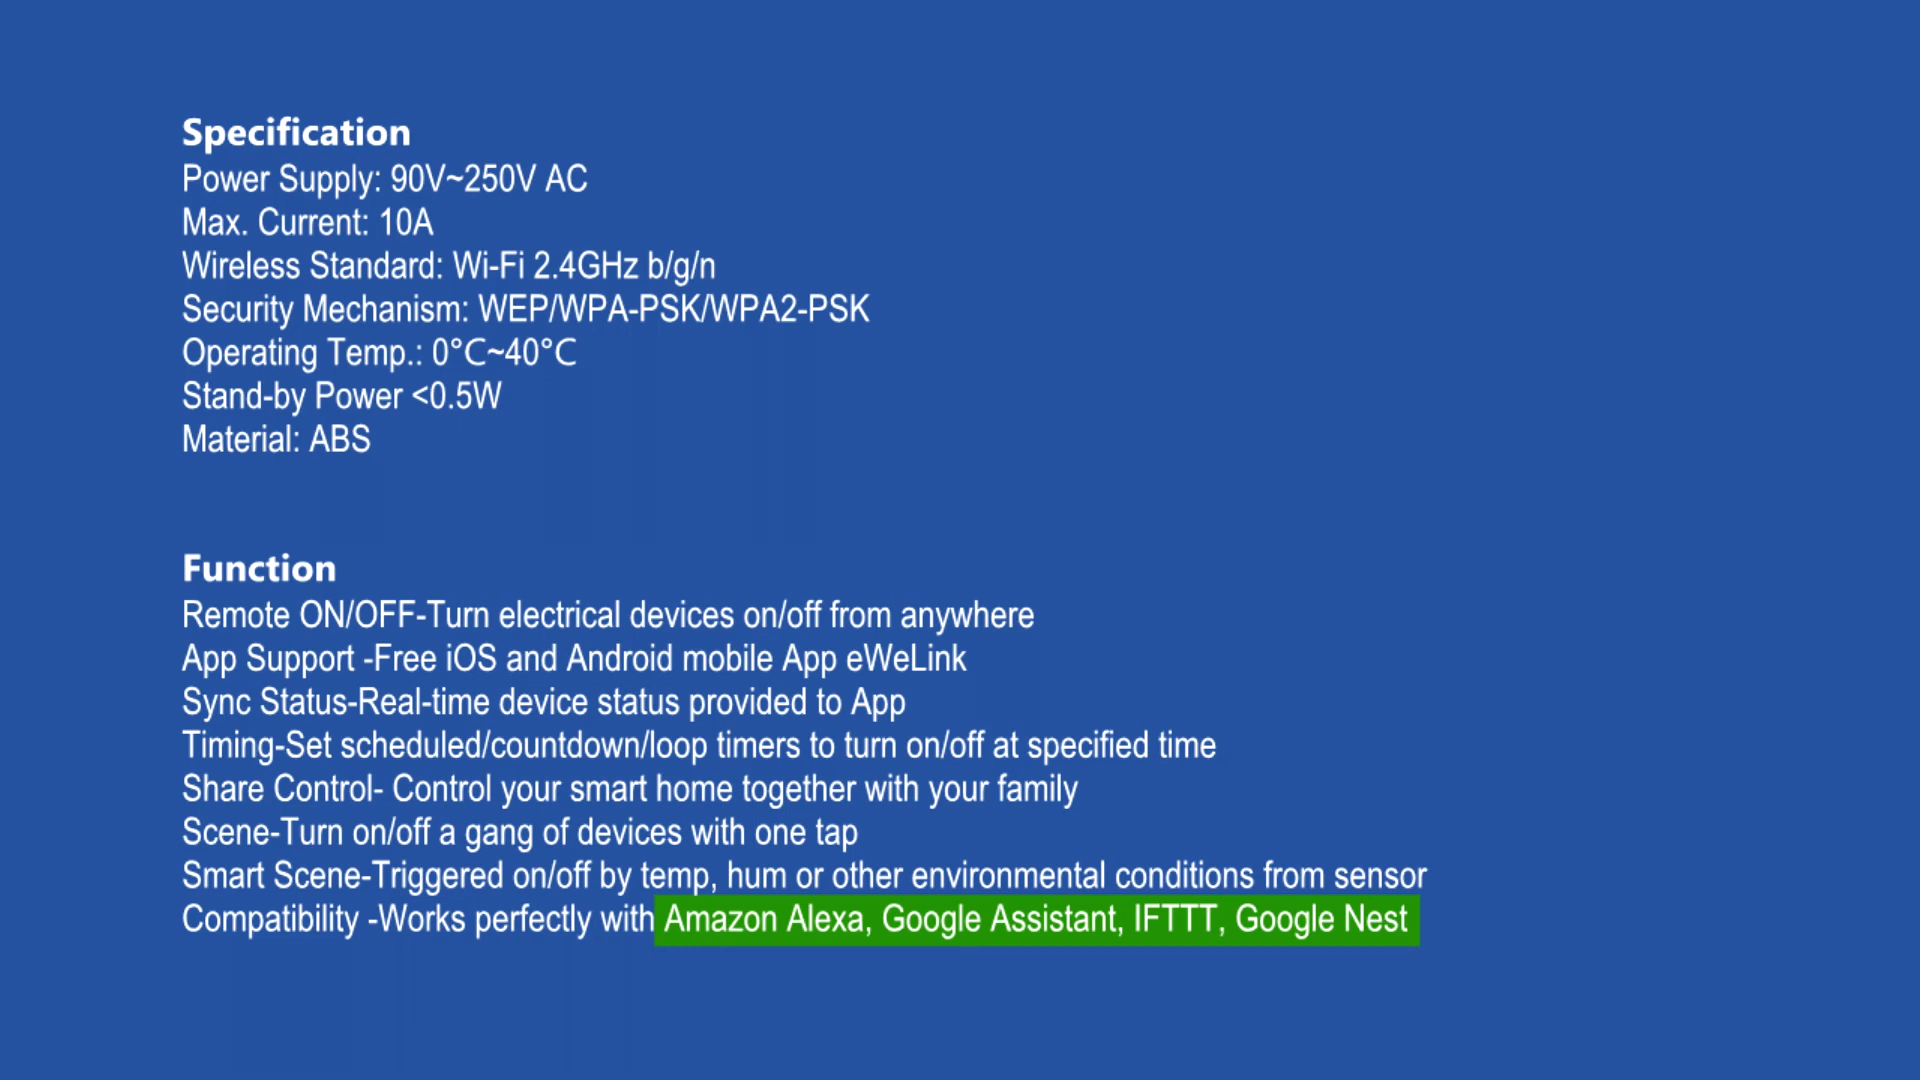 Specification
Power Supply: 90V~250V AC
Max. Current: 10A
Wireless Standard: Wi-Fi 2.4GHz b/g/n
Security Mechanism: WEP/WPA-PSK/WPA2-PSK
Operating Temp.: 0°C~40°C
Stand-by Power <0.5W
Material: ABS
Function
Remote ON/OFF-Turn electrical devices on/off from anywhere
App Support -Free iOS and Android mobile App eWeLink
Sync Status-Real-time device status provided to App
Timing-Set scheduled/countdown/loop timers to turn on/off at specified time
Share Control- Control your smart home together with your family
Scene-Turn on/off a gang of devices with one tap
Smart Scene-Triggered on/off by temp, hum or other environmental conditions from sensor
Compatibility -Works perfectly with Amazon Alexa, Google Assistant, IFTTT, Google Nest